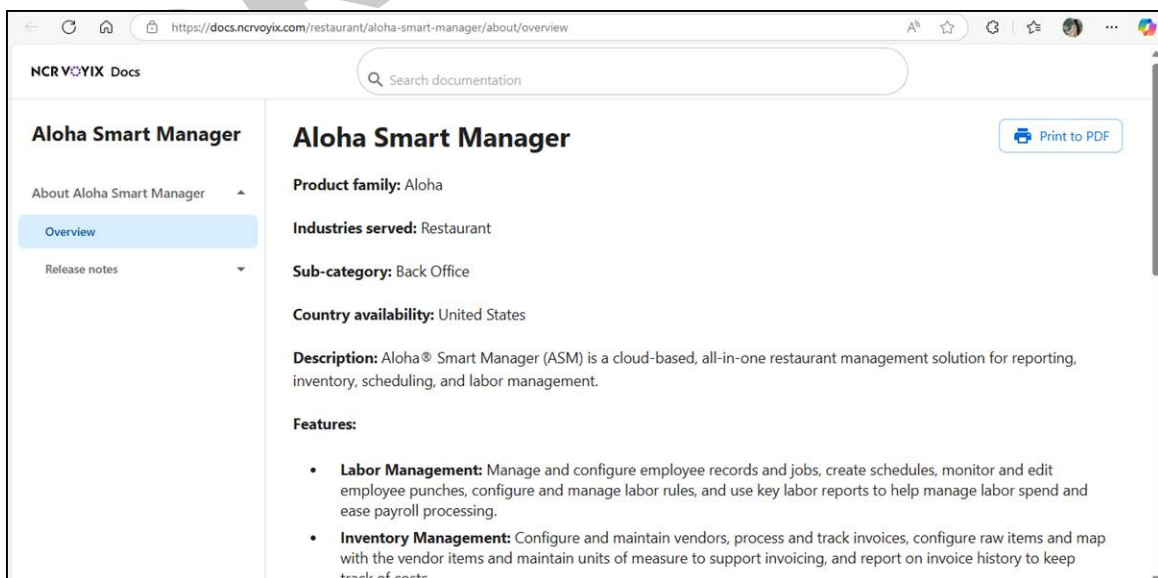 https://docs.ncrvoyix.com/restaurant/aloha-smart-manager/about/overview
NCR VOYIX Docs
Search documentation
Aloha Smart Manager
About Aloha Smart Manager
Overview
Release notes
Aloha Smart Manager
Print to PDF
Product family: Aloha
Industries served: Restaurant
Sub-category: Back Office
Country availability: United States
Description: Aloha® Smart Manager (ASM) is a cloud-based, all-in-one restaurant management solution for reporting,
inventory, scheduling, and labor management.
Features:
• Labor Management: Manage and configure employee records and jobs, create schedules, monitor and edit
employee punches, configure and manage labor rules, and use key labor reports to help manage labor spend and
ease payroll processing.
• Inventory Management: Configure and maintain vendors, process and track invoices, configure raw items and map
with the vendor items and maintain units of measure to support invoicing, and report on invoice history to keep
track of costs.